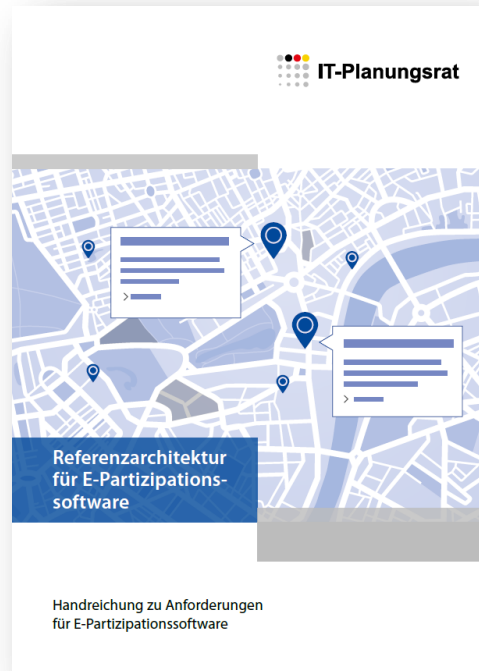 IT-Planungsrat
Referenzarchitektur
für E-Partizipations-
software
Handreichung zu Anforderungen
für E-Partizipationssoftware